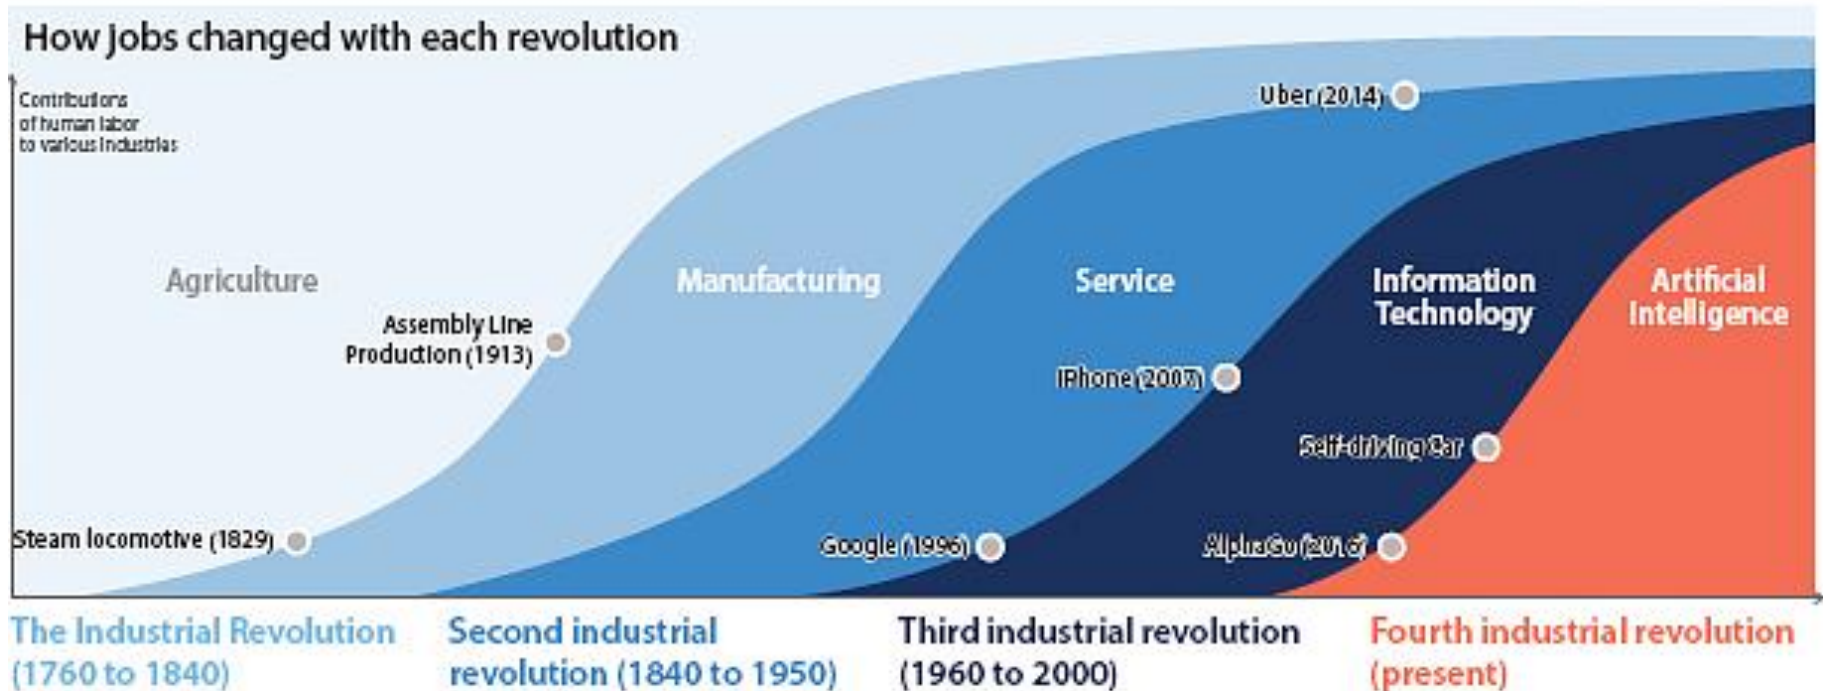 How jobs changed with each revolution
Contributions
of human labor
to various industries
Uber (2014)
Agriculture
Manufacturing
Service
Information
Technology
Artificial
Intelligence
Assembly Line
Production (1913)
iPhone (2007)
Self-driving Car
Steam locomotive (1829)
Google (1996)
AlphaGo (2016)
The Industrial Revolution
(1760 to 1840)
Second industrial
revolution (1840 to 1950)
Third industrial revolution
(1960 to 2000)
Fourth industrial revolution
(present)